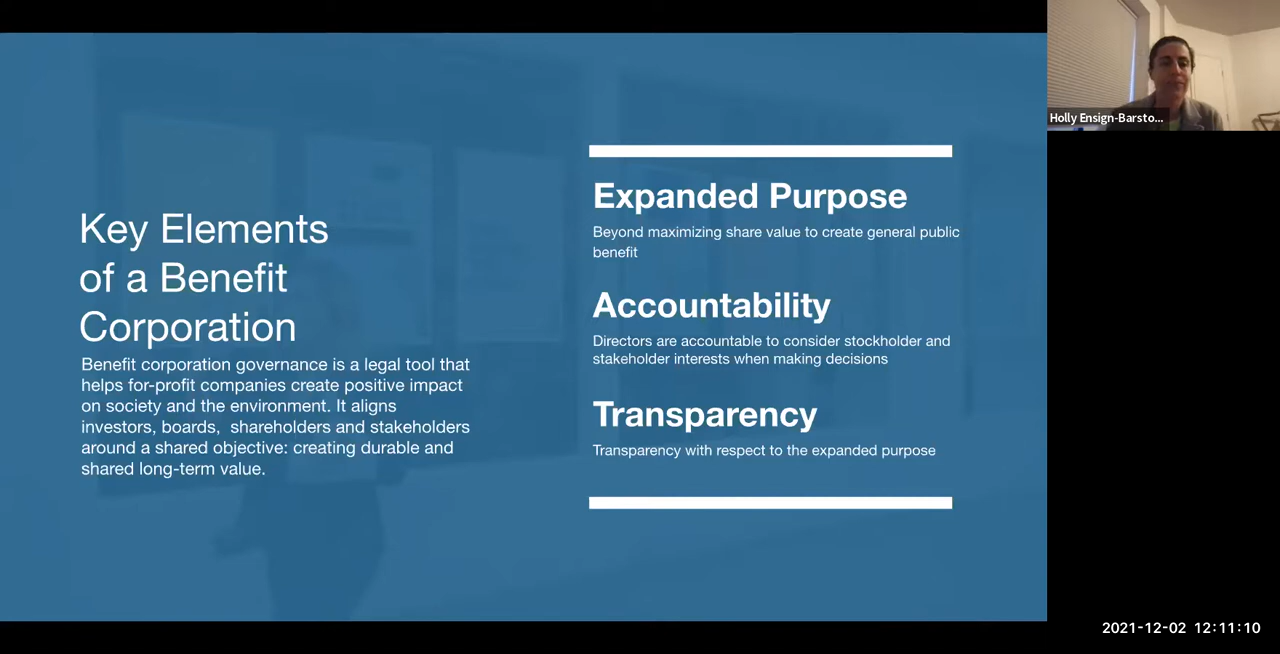 Key Elements
of a Benefit
Corporation
Benefit corporation governance is a legal tool that
helps for-profit companies create positive impact
on society and the environment. It aligns
investors, boards,  shareholders and stakeholders
around a shared objective: creating durable and
shared long-term value.
Expanded Purpose
Beyond maximizing share value to create general public
benefit
Accountability
Directors are accountable to consider stockholder and
stakeholder interests when making decisions
Transparency
Transparency with respect to the expanded purpose
Holly Ensign-Barsto...
2021-12-02 12:11:10